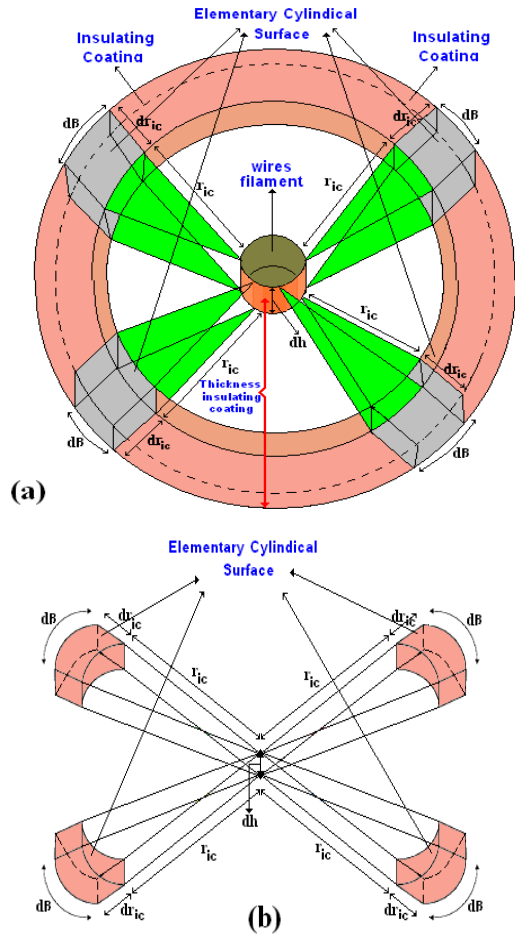 Elementary Cylindical
Surface
Insulating
Coating
Insulating
Coating
dB
dr_ic
dr_ic
dB
wires
filament
r_ic
r_ic
r_ic
dh
dr_ic
r_ic
Thickness
insulating
coating
dB
dr_ic
dB
(a)
Elementary Cylindical
Surface
dB
dr_ic
dr_ic
dB
r_ic
r_ic
dh
r_ic
r_ic
dB
dr_ic
dr_ic
dB
(b)